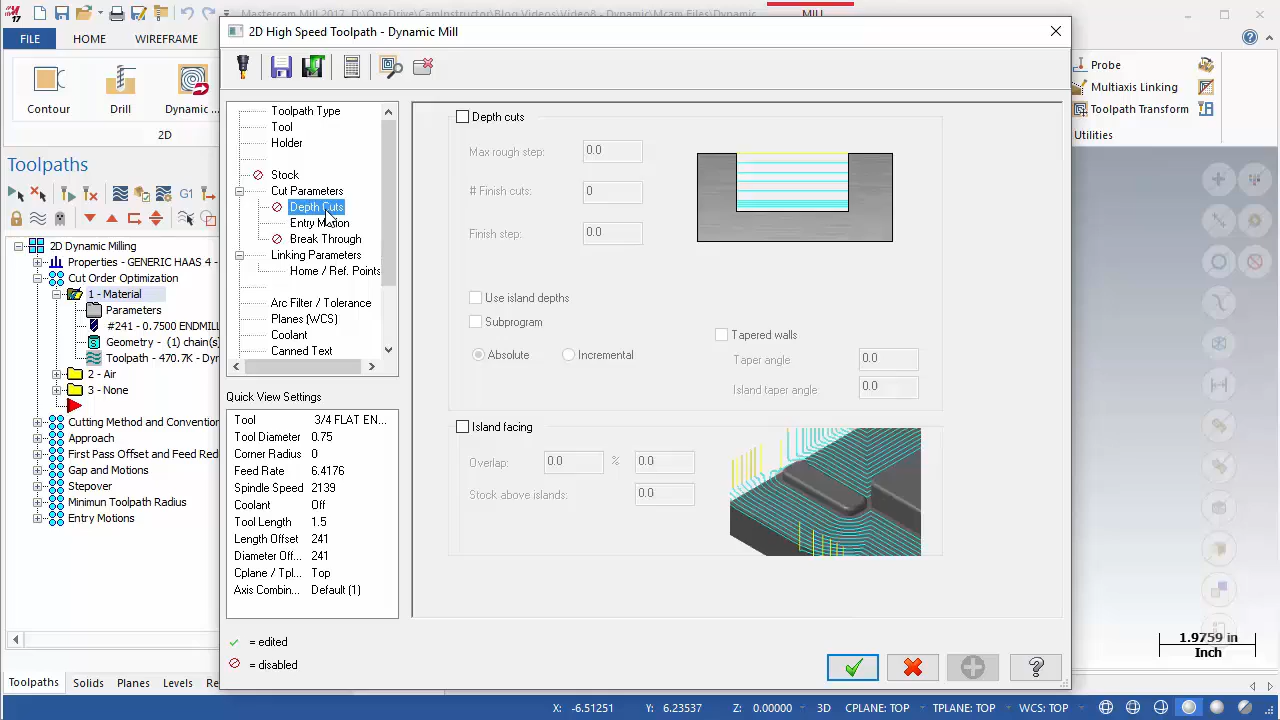 17
Mastercam Mill 2017 D:\OneDrive\CamInstructor\Blog Videos\Video8 - Dynamic\Mcam Files\Dynamic
MILL
FILE
HOME
WIREFRAME
Contour
Drill
Dynamic ...
2D
Probe
Multiaxis Linking
Toolpath Transform
Utilities
Toolpaths
G1
2D Dynamic Milling
Properties - GENERIC HAAS 4 -
Cut Order Optimization
1 - Material
Parameters
#241 - 0.7500 ENDMILL
Geometry - (1) chain(s)
Toolpath - 470.7K - Dyn
2 - Air
3 - None
Cutting Method and Convention
Approach
First Pass Offset and Feed Red
Gap and Motions
Stepover
Minimun Toolpath Radius
Entry Motions
Toolpaths
Solids
Planes
Levels
Re
2D High Speed Toolpath - Dynamic Mill
Toolpath Type
Tool
Holder
Stock
Cut Parameters
Depth Cuts
Entry Motion
Break Through
Linking Parameters
Home / Ref. Points
Arc Filter / Tolerance
Planes (WCS)
Coolant
Canned Text
Quick View Settings
Tool 3/4 FLAT EN...
Tool Diameter 0.75
Corner Radius 0
Feed Rate 6.4176
Spindle Speed 2139
Coolant Off
Tool Length 1.5
Length Offset 241
Diameter Off... 241
Cplane / Tpl... Top
Axis Combin... Default (1)
= edited
= disabled
Depth cuts
Max rough step: 0.0
# Finish cuts: 0
Finish step: 0.0
Use island depths
Subprogram
Absolute
Incremental
Tapered walls
Taper angle 0.0
Island taper angle 0.0
Island facing
Overlap: 0.0 % 0.0
Stock above islands: 0.0
1.9759 in
Inch
X: -6.51251 Y: 6.23537 Z: 0.00000 3D CPLANE: TOP TPLANE: TOP WCS: TOP